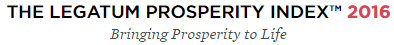 THE LEGATUM PROSPERITY INDEX™ 2016
Bringing Prosperity to Life